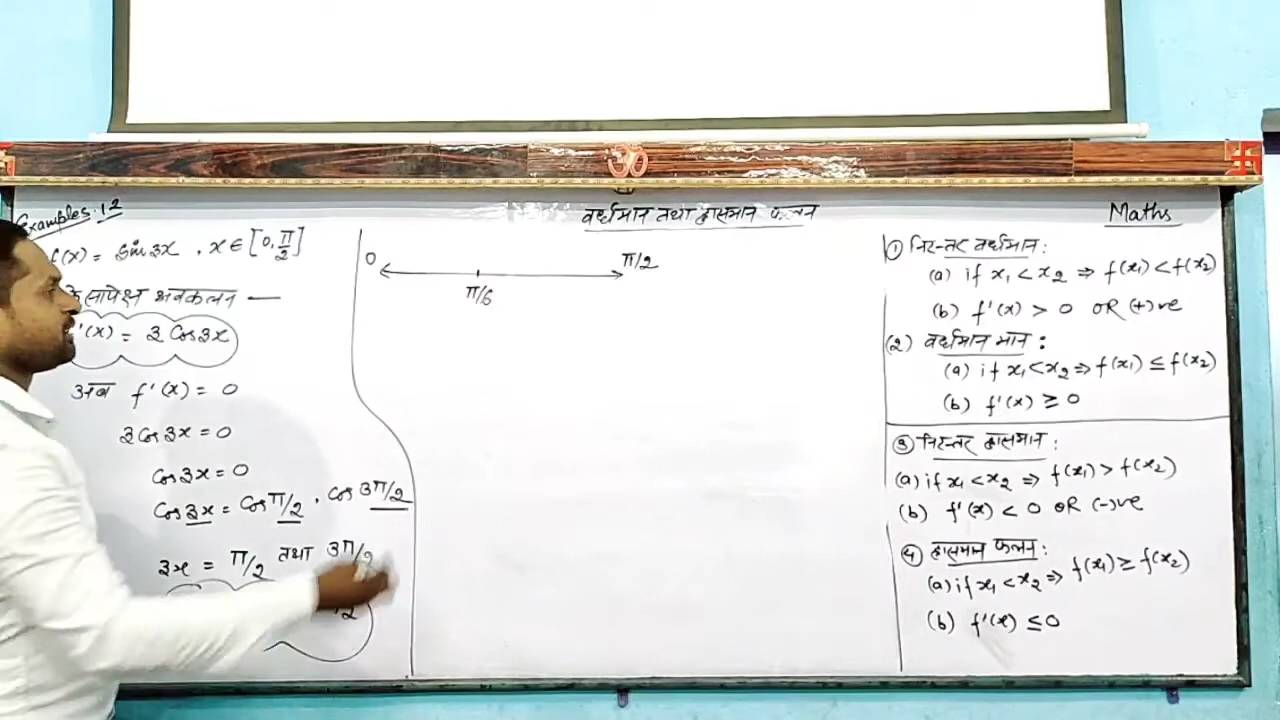 Examples:12
f(x) = sin 3x , x ∈ [0, π/2]
के सापेक्ष अवकलन —
'(x) = 3 Cos 3x
अब f'(x) = 0
3 Cos 3x = 0
Cos 3x = 0
Cos 3x = Cos π/2 , Cos 3π/2
3x = π/2 तथा 3π/2
वर्धमान तथा ह्रासमान फलन
0
π/2
π/6
Maths
① निरन्तर वर्धमान:
(a) if x₁ < x₂ ⇒ f(x₁) < f(x₂)
(b) f'(x) > 0 OR (+)ve
(2) वर्धमान मान :
(a) if x₁ < x₂ ⇒ f(x₁) ≤ f(x₂)
(b) f'(x) ≥ 0
③ निरन्तर ह्रासमान :
(a) if x₁ < x₂ ⇒ f(x₁) > f(x₂)
(b) f'(x) < 0 OR (-)ve
④ ह्रासमान फलन :
(a) if x₁ < x₂ ⇒ f(x₁) ≥ f(x₂)
(b) f'(x) ≤ 0